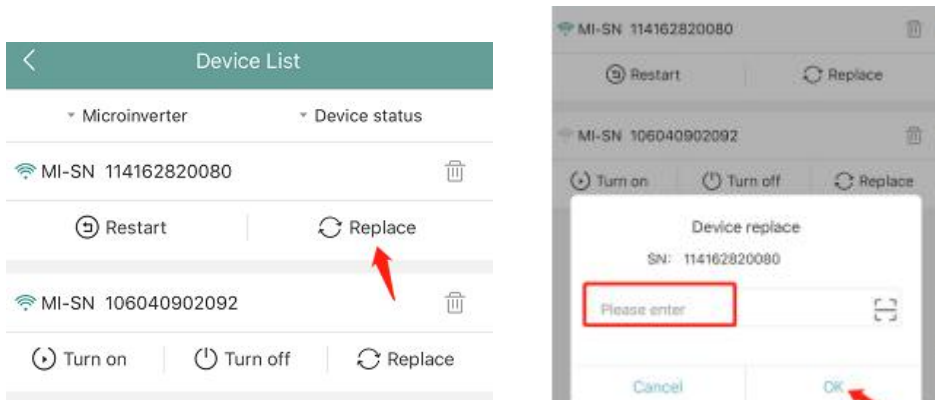 Device List
Microinverter Device status
MI-SN 114162820080
Restart Replace
MI-SN 106040902092
Turn on Turn off Replace
MI-SN 114162820080
Restart Replace
MI-SN 106040902092
Turn on Turn off Replace
Device replace
SN: 114162820080
Please enter
Cancel OK